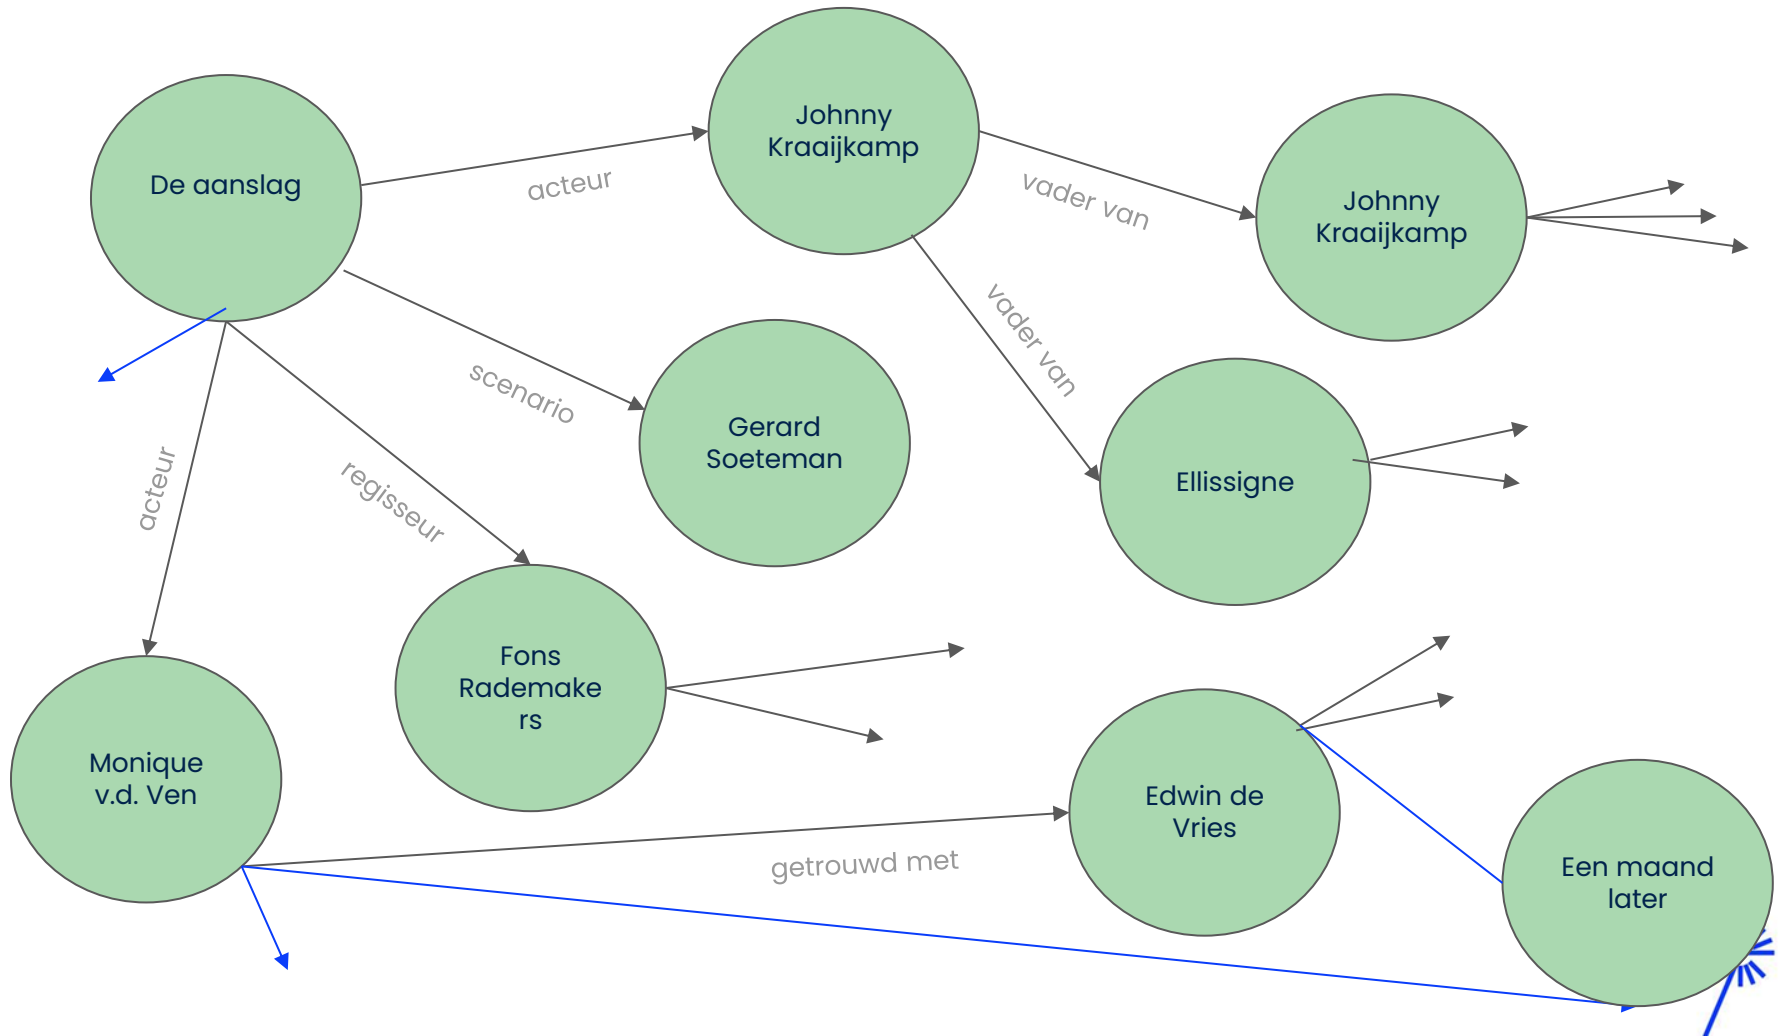 De aanslag
acteur
Johnny
Kraaijkamp
vader van
Johnny
Kraaijkamp
vader van
scenario
Gerard
Soeteman
Ellissigne
acteur
regisseur
Fons
Rademake
rs
Monique
v.d. Ven
getrouwd met
Edwin de
Vries
Een maand
later